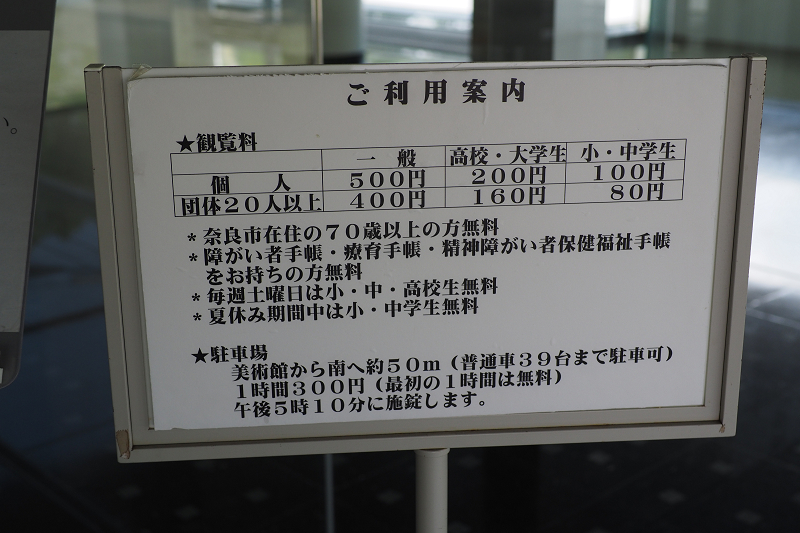 い。
ご利用案内
★観覧料
一般 高校・大学生 小・中学生
個人 500円 200円 100円
団体20人以上 400円 160円 80円
*奈良市在住の70歳以上の方無料
*障がい者手帳・療育手帳・精神障がい者保健福祉手帳
をお持ちの方無料
*毎週土曜日は小・中・高校生無料
*夏休み期間中は小・中学生無料
★駐車場
美術館から南へ約50m(普通車39台まで駐車可)
1時間300円(最初の1時間は無料)
午後5時10分に施錠します。